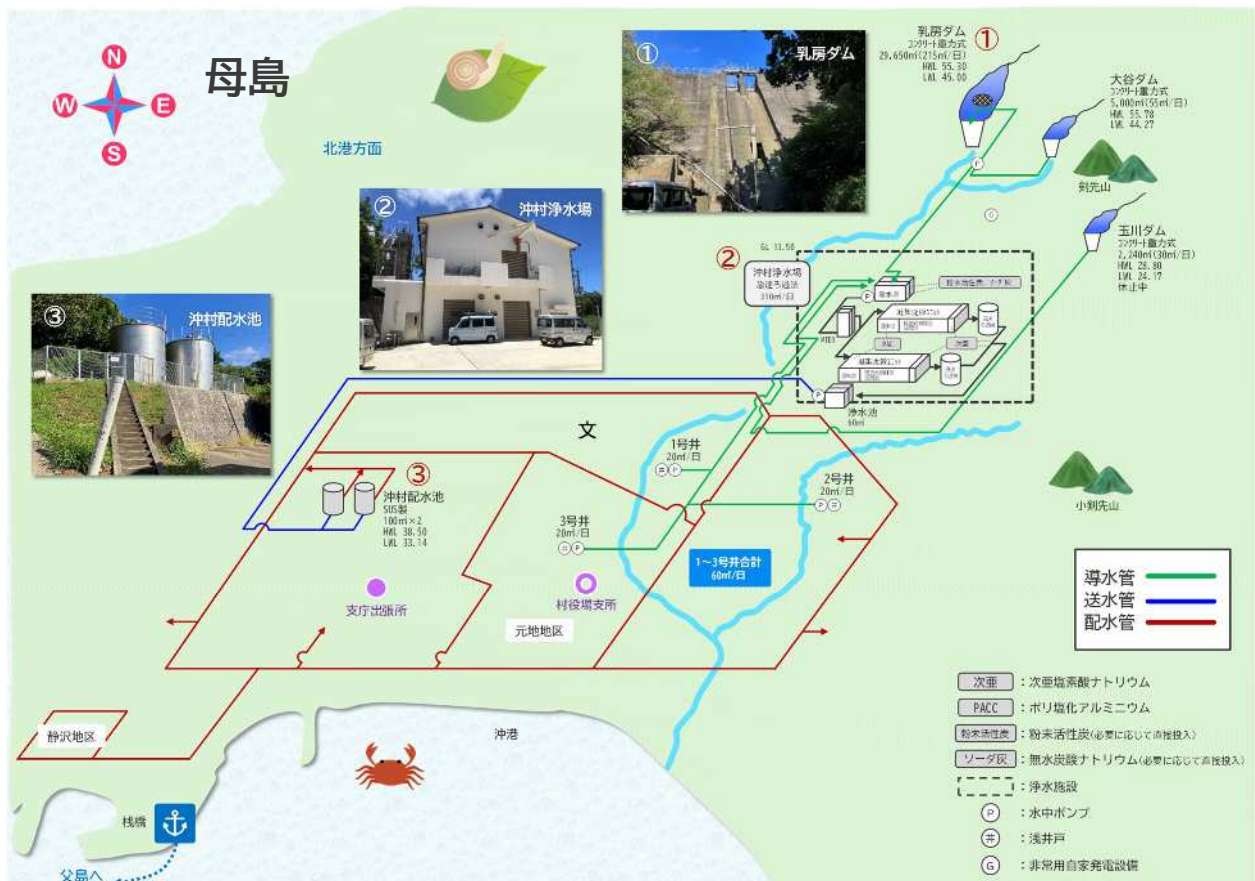 母島
N
W
E
S
北港方面
① 乳房ダム
② 沖村浄水場
③ 沖村配水池
乳房ダム ①
コンクリート重力式
29,650㎥(215㎥/日)
HWL 55.30
LWL 45.00
大谷ダム
コンクリート重力式
5,000㎥(55㎥/日)
HWL 55.78
LWL 44.27
剣先山
P
G
玉川ダム
コンクリート重力式
2,240㎥(30㎥/日)
HWL 28.80
LWL 24.17
休止中
GL 13.50
②
沖村浄水場
急速ろ過法
310㎥/日
P
PACC
次亜
P
浄水池
60㎥
文
1号井
20㎥/日
井 P
2号井
20㎥/日
P 井
3号井
20㎥/日
井 P
1~3号井合計
60㎥/日
小剣先山
③
沖村配水池
SUS製
100㎥×2
HWL 38.50
LWL 33.14
支庁出張所
村役場支所
元地地区
静沢地区
沖港
桟橋
父島へ
導水管
送水管
配水管
次亜 :次亜塩素酸ナトリウム
PACC :ポリ塩化アルミニウム
粉末活性炭 :粉末活性炭(必要に応じて直接投入)
ソーダ灰 :無水炭酸ナトリウム(必要に応じて直接投入)
:浄水施設
P :水中ポンプ
井 :浅井戸
G :非常用自家発電設備